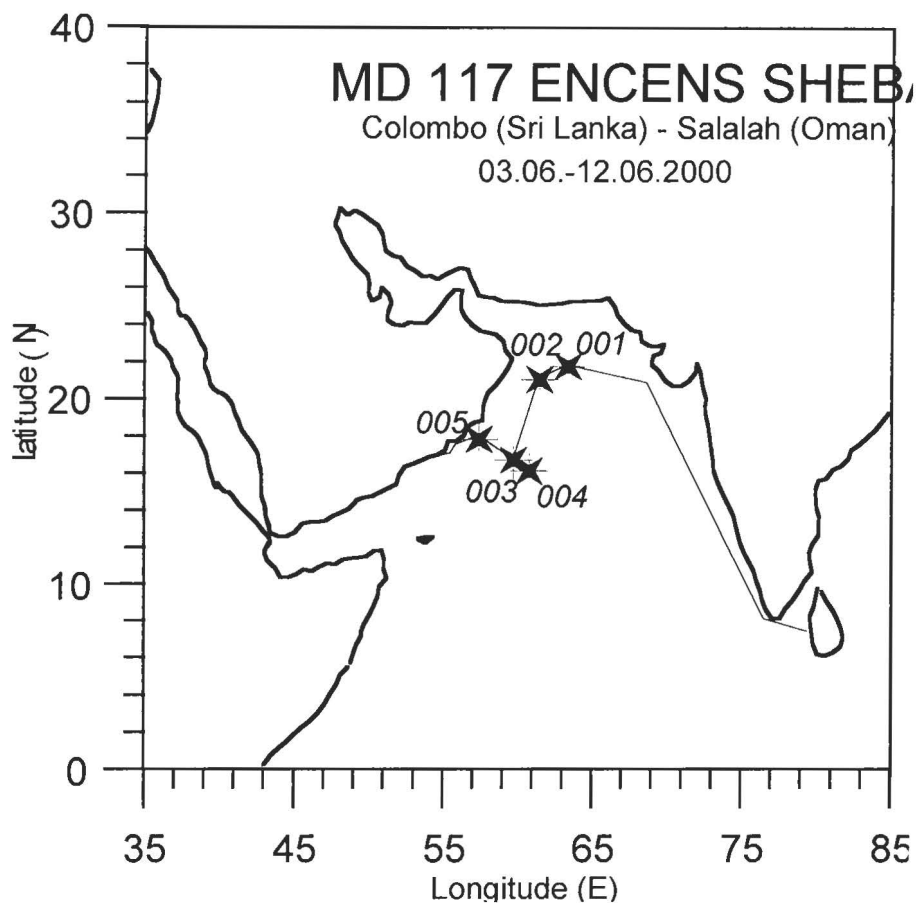 40
MD 117 ENCENS SHEBA
Colombo (Sri Lanka) - Salalah (Oman)
03.06.-12.06.2000
30
latitude ( N)
002 001
20
005
003 004
10
0
35 45 55 65 75 85
Longitude (E)